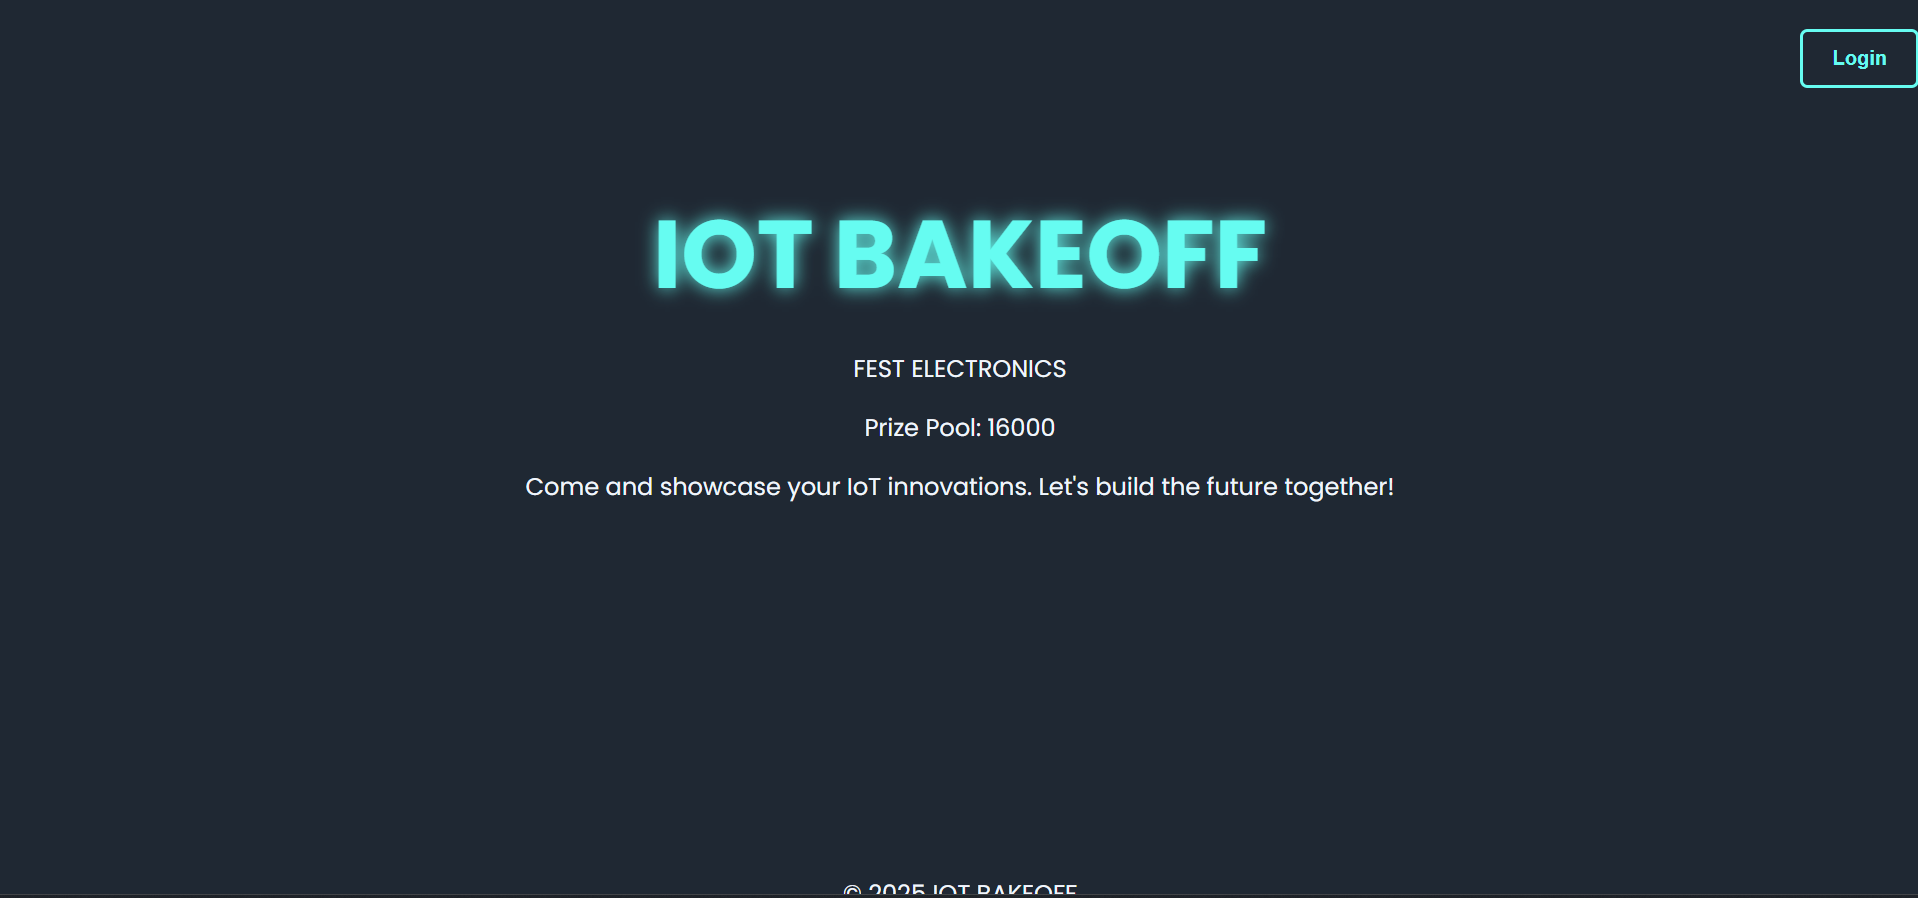 Login
IOT BAKEOFF
FEST ELECTRONICS
Prize Pool: 16000
Come and showcase your IoT innovations. Let's build the future together!
© 2025 IOT BAKEOFF